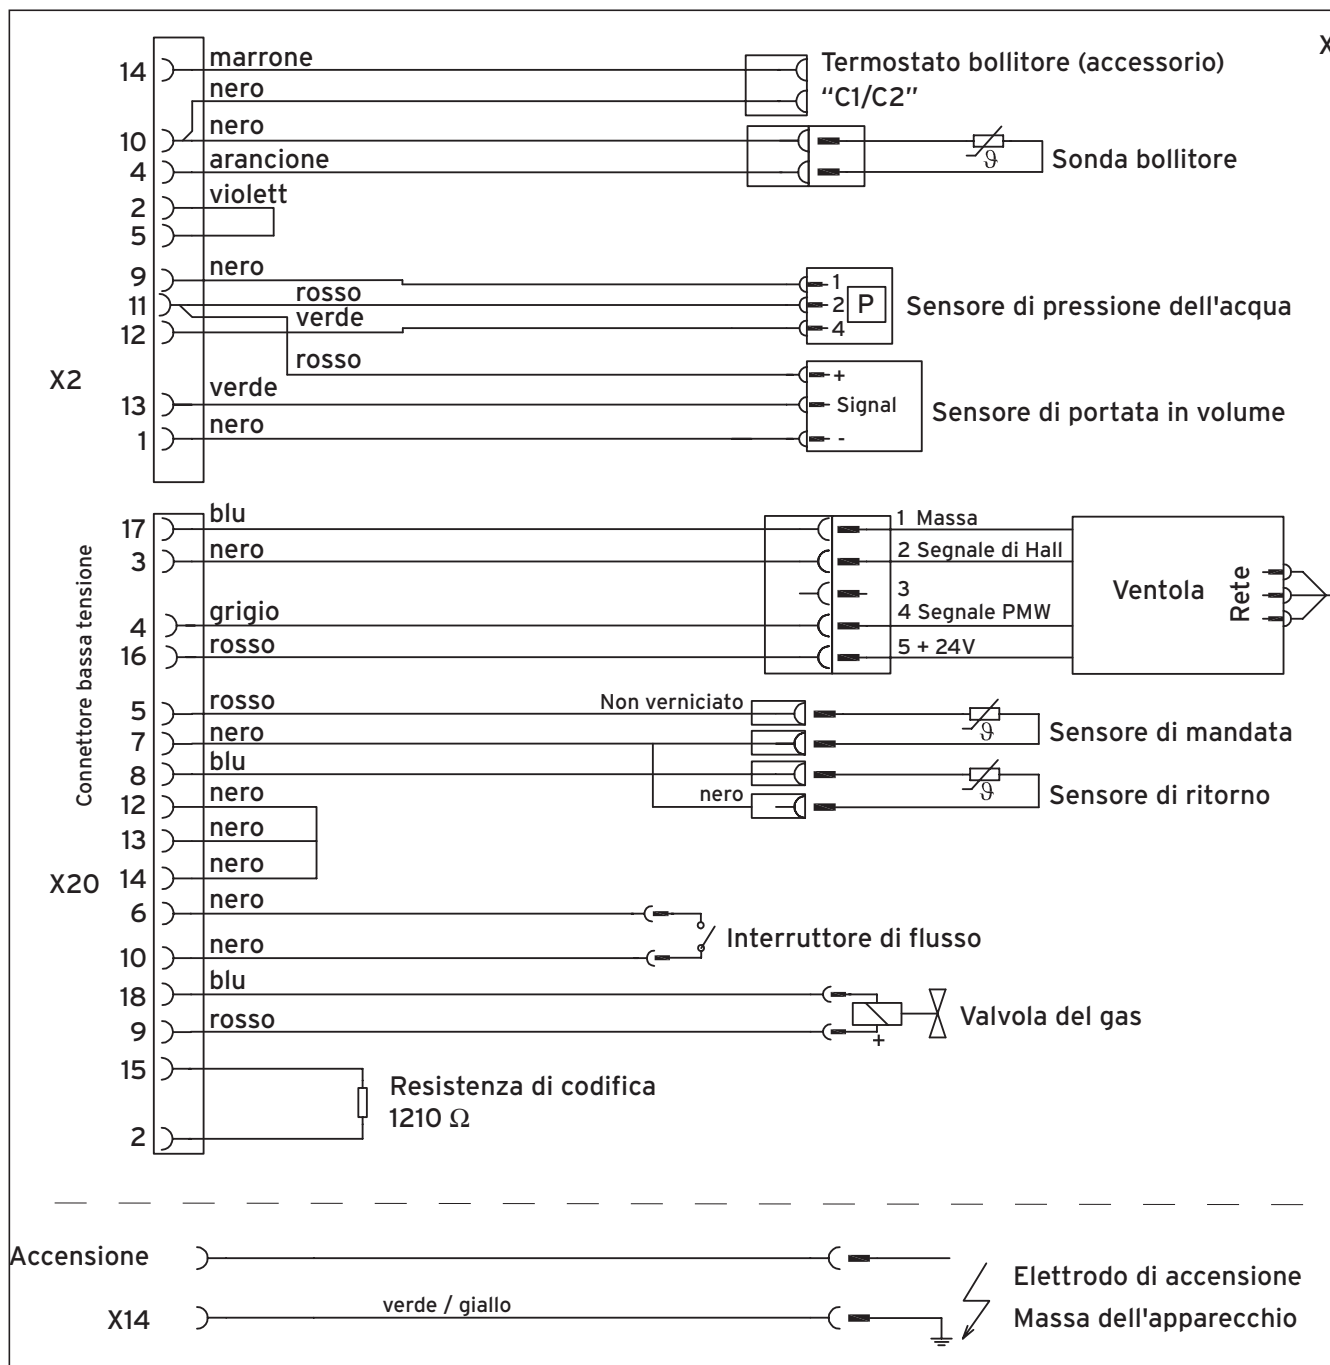 X
14 marrone
Termostato bollitore (accessorio)
nero
“C1/C2”
10 nero
4 arancione
ϑ
Sonda bollitore
2 violett
5
9 nero
1
11 rosso
2 P
Sensore di pressione dell'acqua
12 verde
4
rosso
+
X2
13 verde
Signal
Sensore di portata in volume
1 nero
-
Connettore bassa tensione
17 blu
1 Massa
3 nero
2 Segnale di Hall
3
Ventola
Rete
4 grigio
4 Segnale PMW
16 rosso
5 + 24V
5 rosso
Non verniciato
7 nero
ϑ
Sensore di mandata
8 blu
12 nero
nero
ϑ
Sensore di ritorno
13 nero
X20
14 nero
6 nero
Interruttore di flusso
10 nero
18 blu
Valvola del gas
9 rosso
+
15
Resistenza di codifica
1210 Ω
2
Accensione
Elettrodo di accensione
X14
verde / giallo
Massa dell'apparecchio